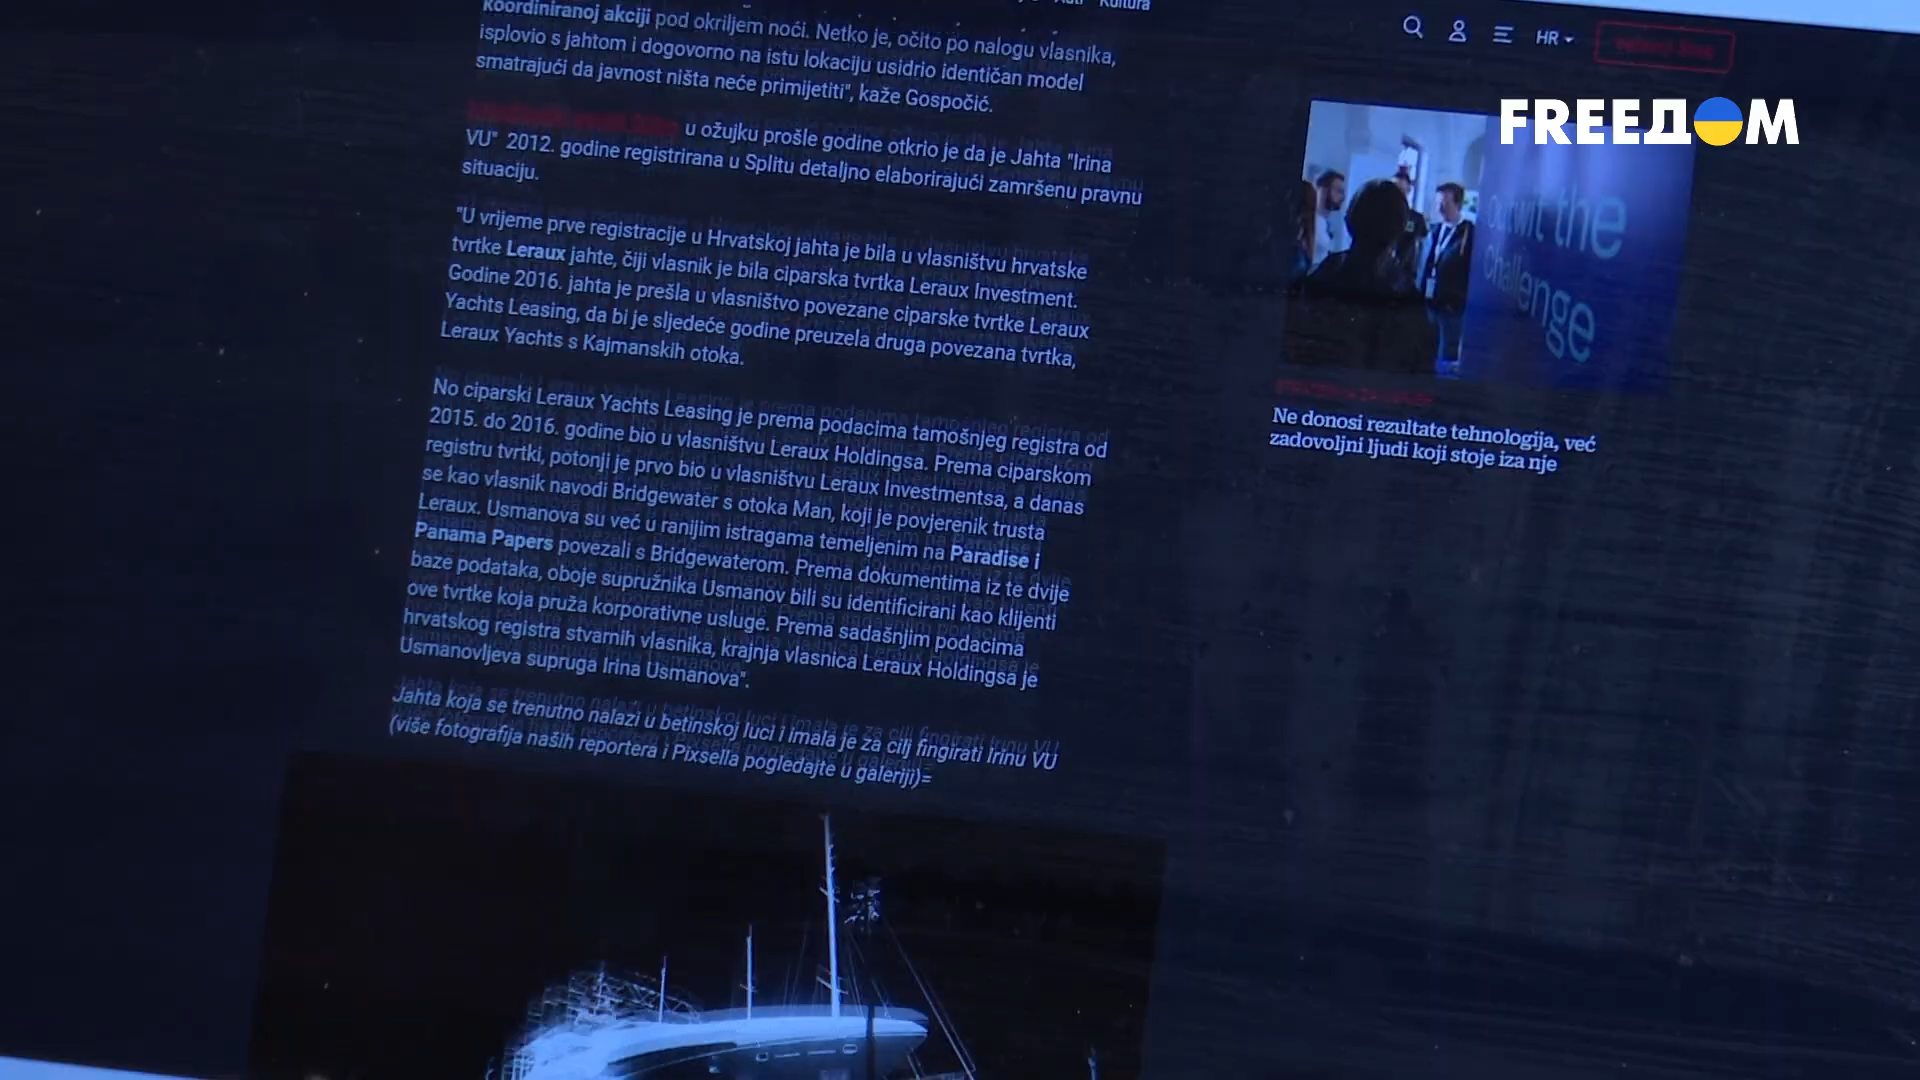 Kultura
koordiniranoj akciji pod okriljem noći. Netko je, očito po nalogu vlasnika,
isplovio s jahtom i dogovorno na istu lokaciju usidrio identičan model
smatrajući da javnost ništa neće primijetiti", kaže Gospočić.
u ožujku prošle godine otkrio je da je Jahta "Irina
VU" 2012. godine registrirana u Splitu detaljno elaborirajući zamršenu pravnu
situaciju.
"U vrijeme prve registracije u Hrvatskoj jahta je bila u vlasništvu hrvatske
tvrtke Leraux jahte, čiji vlasnik je bila ciparska tvrtka Leraux Investment.
Godine 2016. jahta je prešla u vlasništvo povezane ciparske tvrtke Leraux
Yachts Leasing, da bi je sljedeće godine preuzela druga povezana tvrtka,
Leraux Yachts s Kajmanskih otoka.
No ciparski Leraux Yachts Leasing je prema podacima tamošnjeg registra od
2015. do 2016. godine bio u vlasništvu Leraux Holdingsa. Prema ciparskom
registru tvrtki, potonji je prvo bio u vlasništvu Leraux Investmentsa, a danas
se kao vlasnik navodi Bridgewater s otoka Man, koji je povjerenik trusta
Leraux. Usmanova su već u ranijim istragama temeljenim na Paradise i
Panama Papers povezali s Bridgewaterom. Prema dokumentima iz te dvije
baze podataka, oboje supružnika Usmanov bili su identificirani kao klijenti
ove tvrtke koja pruža korporativne usluge. Prema sadašnjim podacima
hrvatskog registra stvarnih vlasnika, krajnja vlasnica Leraux Holdingsa je
Usmanovljeva supruga Irina Usmanova".
Jahta koja se trenutno nalazi u betinskoj luci i imala je za cilj fingirati Irinu VU
(više fotografija naših reportera i Pixsella pogledajte u galeriji)=
HR
FREEДОМ
Outwit the
challenge
Ne donosi rezultate tehnologija, već
zadovoljni ljudi koji stoje iza nje